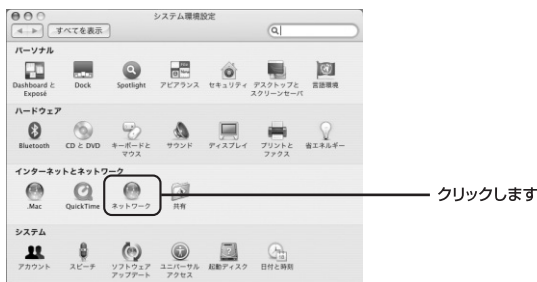 システム環境設定
すべてを表示
パーソナル
Dashboard と
Exposé
Dock
Spotlight
アピアランス
セキュリティ
デスクトップと
スクリーンセーバ
言語環境
ハードウェア
Bluetooth
CD と DVD
キーボードと
マウス
サウンド
ディスプレイ
プリントと
ファクス
省エネルギー
インターネットとネットワーク
.Mac
QuickTime
ネットワーク
共有
クリックします
システム
アカウント
スピーチ
ソフトウェア
アップデート
ユニバーサル
アクセス
起動ディスク
日付と時刻